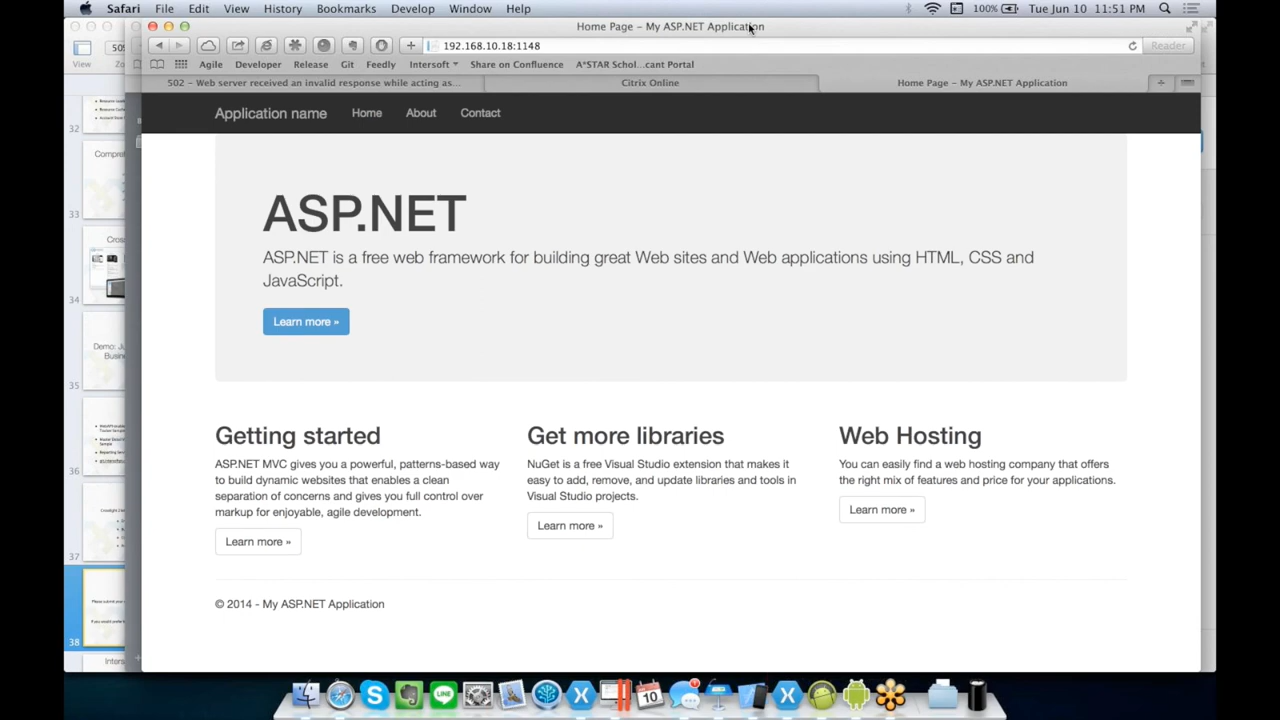 Safari File Edit View History Bookmarks Develop Window Help 100% Tue Jun 10 11:51 PM
Home Page – My ASP.NET Application
192.168.10.18:1148 Reader
View
Agile Developer Release Git Feedly Intersoft Share on Confluence A*STAR Schol...cant Portal
502 – Web server received an invalid response while acting as... Citrix Online Home Page – My ASP.NET Application
Application name Home About Contact
32
33
34
35
36
37
38
ASP.NET
ASP.NET is a free web framework for building great Web sites and Web applications using HTML, CSS and
JavaScript.
Learn more »
Getting started
ASP.NET MVC gives you a powerful, patterns-based way
to build dynamic websites that enables a clean
separation of concerns and gives you full control over
markup for enjoyable, agile development.
Learn more »
Get more libraries
NuGet is a free Visual Studio extension that makes it
easy to add, remove, and update libraries and tools in
Visual Studio projects.
Learn more »
Web Hosting
You can easily find a web hosting company that offers
the right mix of features and price for your applications.
Learn more »
© 2014 - My ASP.NET Application
LINE
10